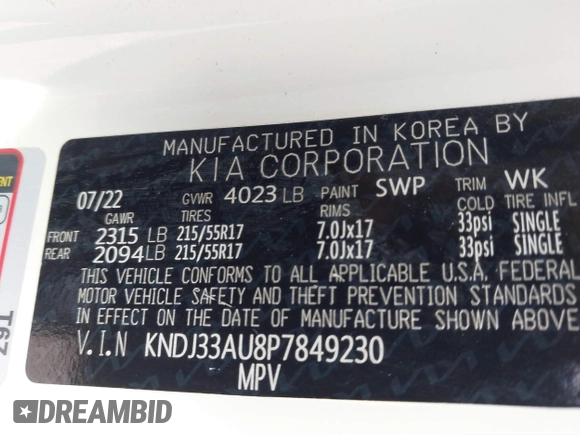 MANUFACTURED IN KOREA BY
KIA CORPORATION
07/22 GVWR 4023 LB PAINT SWP TRIM WK
GAWR TIRES RIMS COLD TIRE INFL
FRONT 2315 LB 215/55R17 7.0Jx17 33psi SINGLE
REAR 2094 LB 215/55R17 7.0Jx17 33psi SINGLE
THIS VEHICLE CONFORMS TO ALL APPLICABLE U.S.A. FEDERAL
MOTOR VEHICLE SAFETY AND THEFT PREVENTION STANDARDS
IN EFFECT ON THE DATE OF MANUFACTURE SHOWN ABOVE
V.I.N KNDJ33AU8P7849230
MPV
DREAMBID